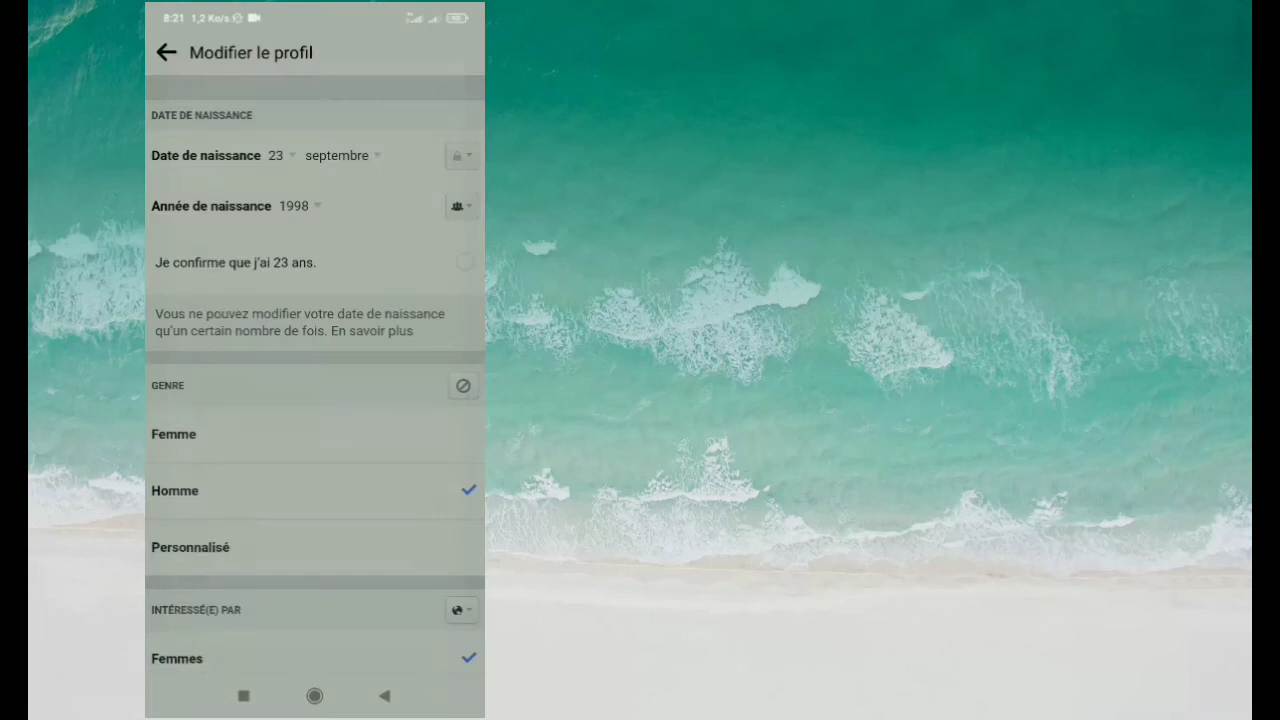 8:21 1,2 Ko/s
Modifier le profil
DATE DE NAISSANCE
Date de naissance 23 septembre
Année de naissance 1998
Je confirme que j'ai 23 ans.
Vous ne pouvez modifier votre date de naissance
qu'un certain nombre de fois. En savoir plus
GENRE
Femme
Homme
Personnalisé
INTÉRESSÉ(E) PAR
Femmes